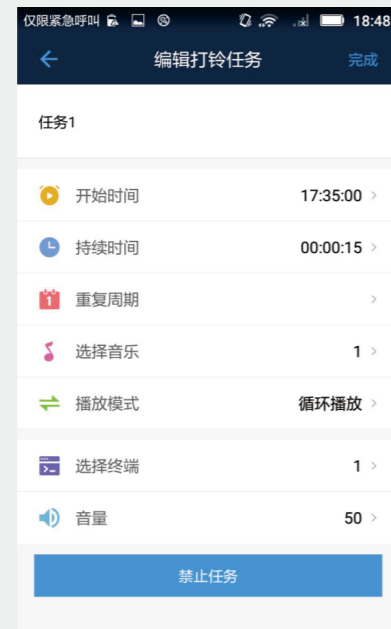 仅限紧急呼叫 18:48
编辑打铃任务 完成
任务1
开始时间 17:35:00
持续时间 00:00:15
1 重复周期
选择音乐 1
播放模式 循环播放
选择终端 1
音量 50
禁止任务